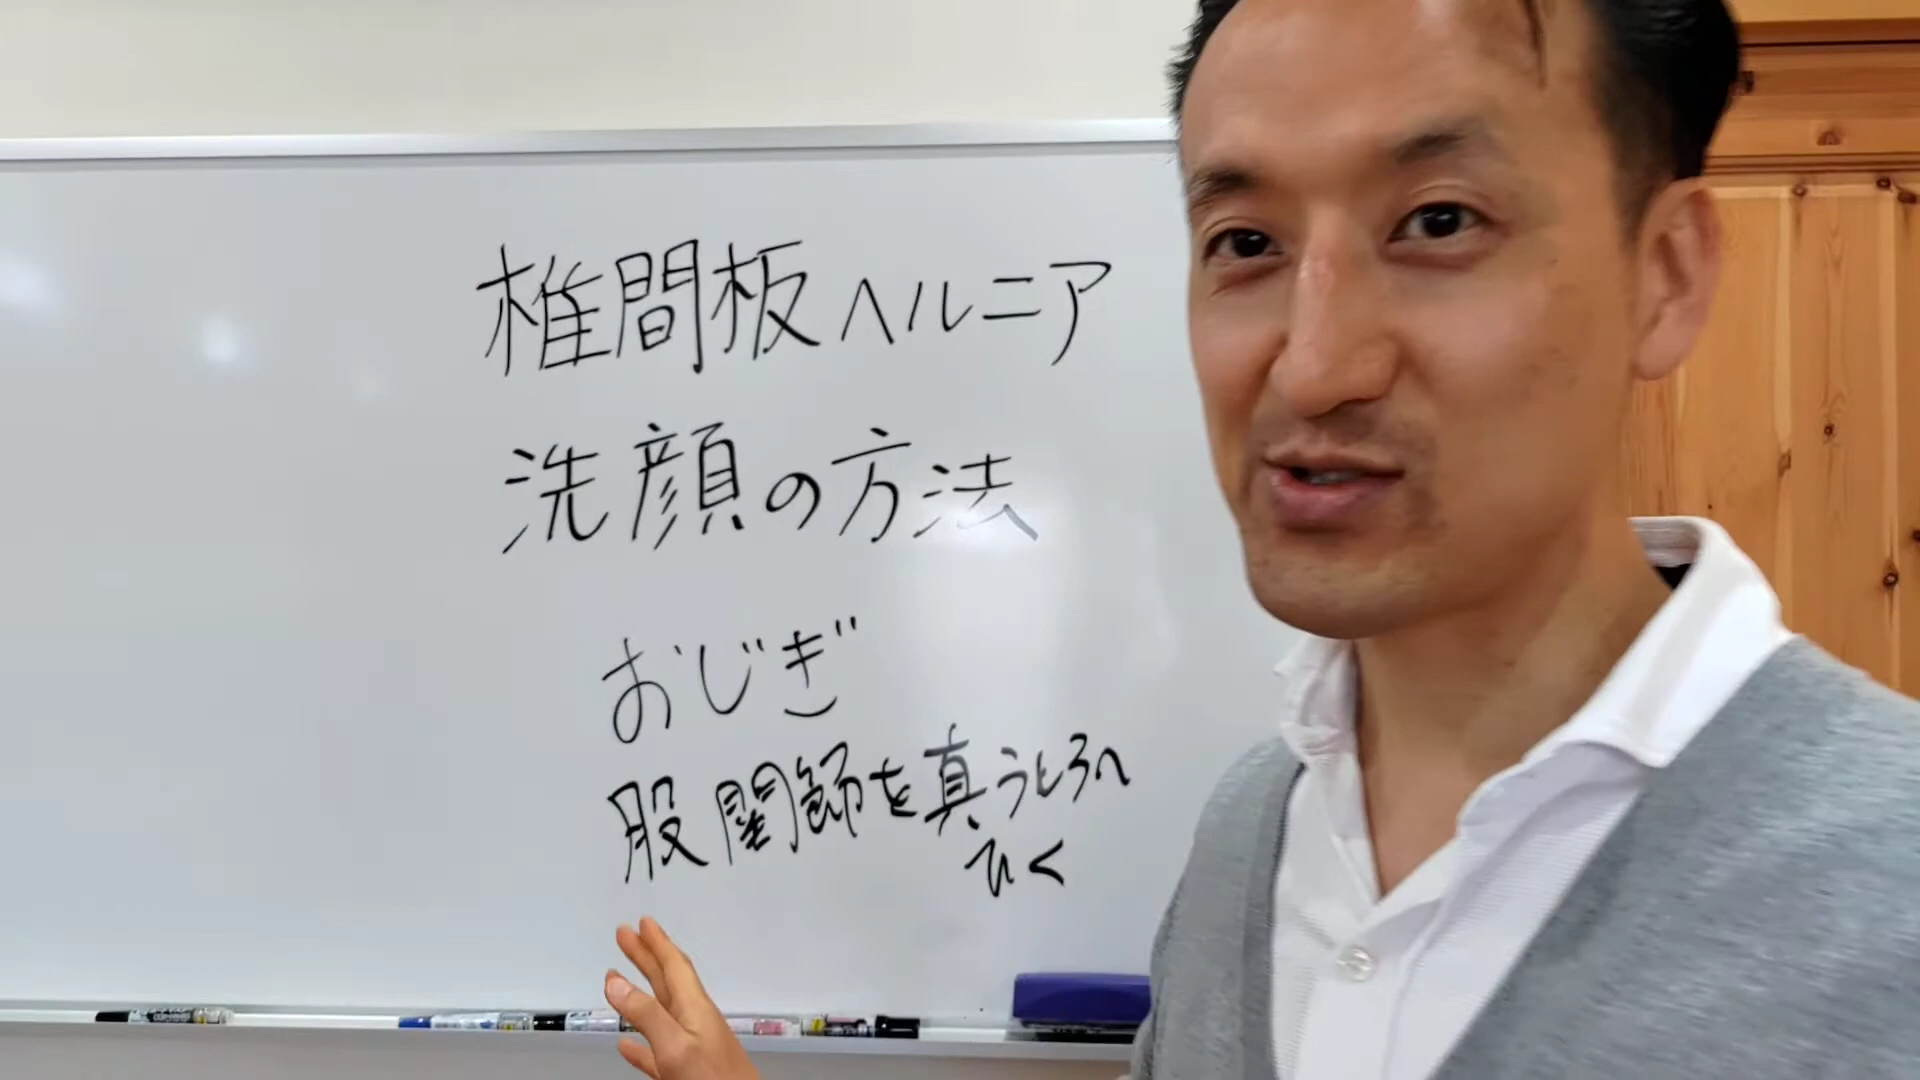 椎間板ヘルニア
洗顔の方法
おじぎ
股関節を真うしろへ
ひく